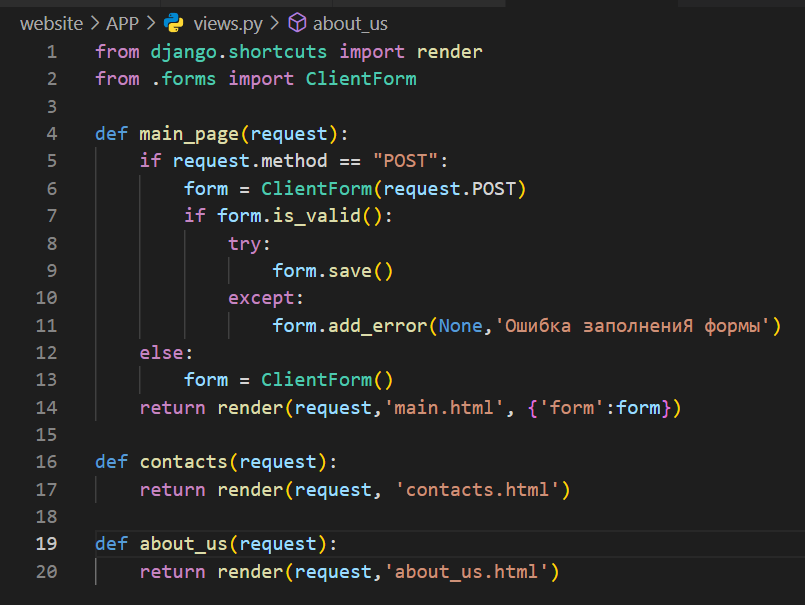 website > APP > views.py > about_us
1 from django.shortcuts import render
2 from .forms import ClientForm
3
4 def main_page(request):
5     if request.method == "POST":
6         form = ClientForm(request.POST)
7         if form.is_valid():
8             try:
9                 form.save()
10             except:
11                 form.add_error(None,'Ошибка заполнениЯ формы')
12     else:
13         form = ClientForm()
14     return render(request,'main.html', {'form':form})
15
16 def contacts(request):
17     return render(request, 'contacts.html')
18
19 def about_us(request):
20     return render(request,'about_us.html')